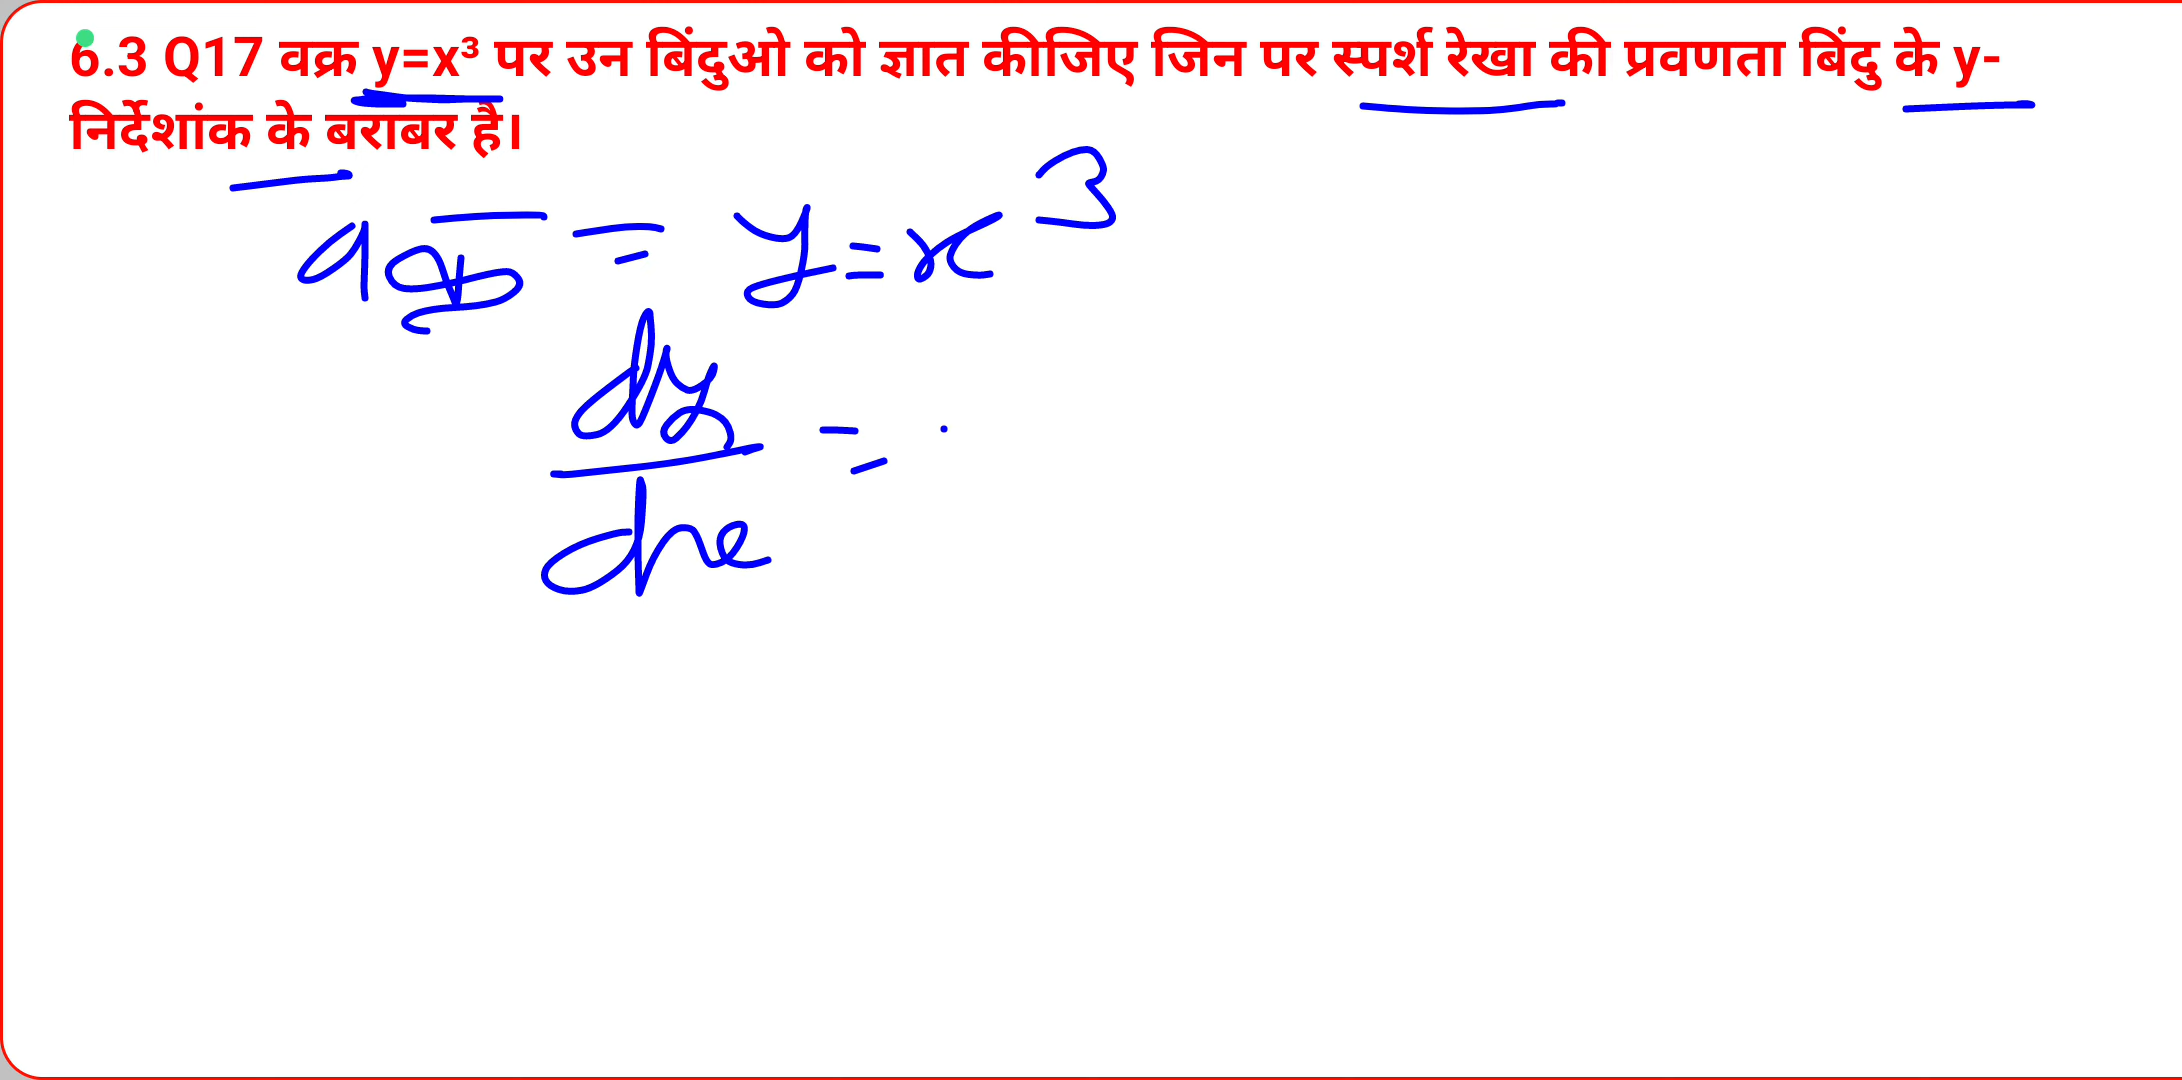 6.3 Q17 वक्र y=x³ पर उन बिंदुओ को ज्ञात कीजिए जिन पर स्पर्श रेखा की प्रवणता बिंदु के y-
निर्देशांक के बराबर है।
= y=x³
dy
dx =